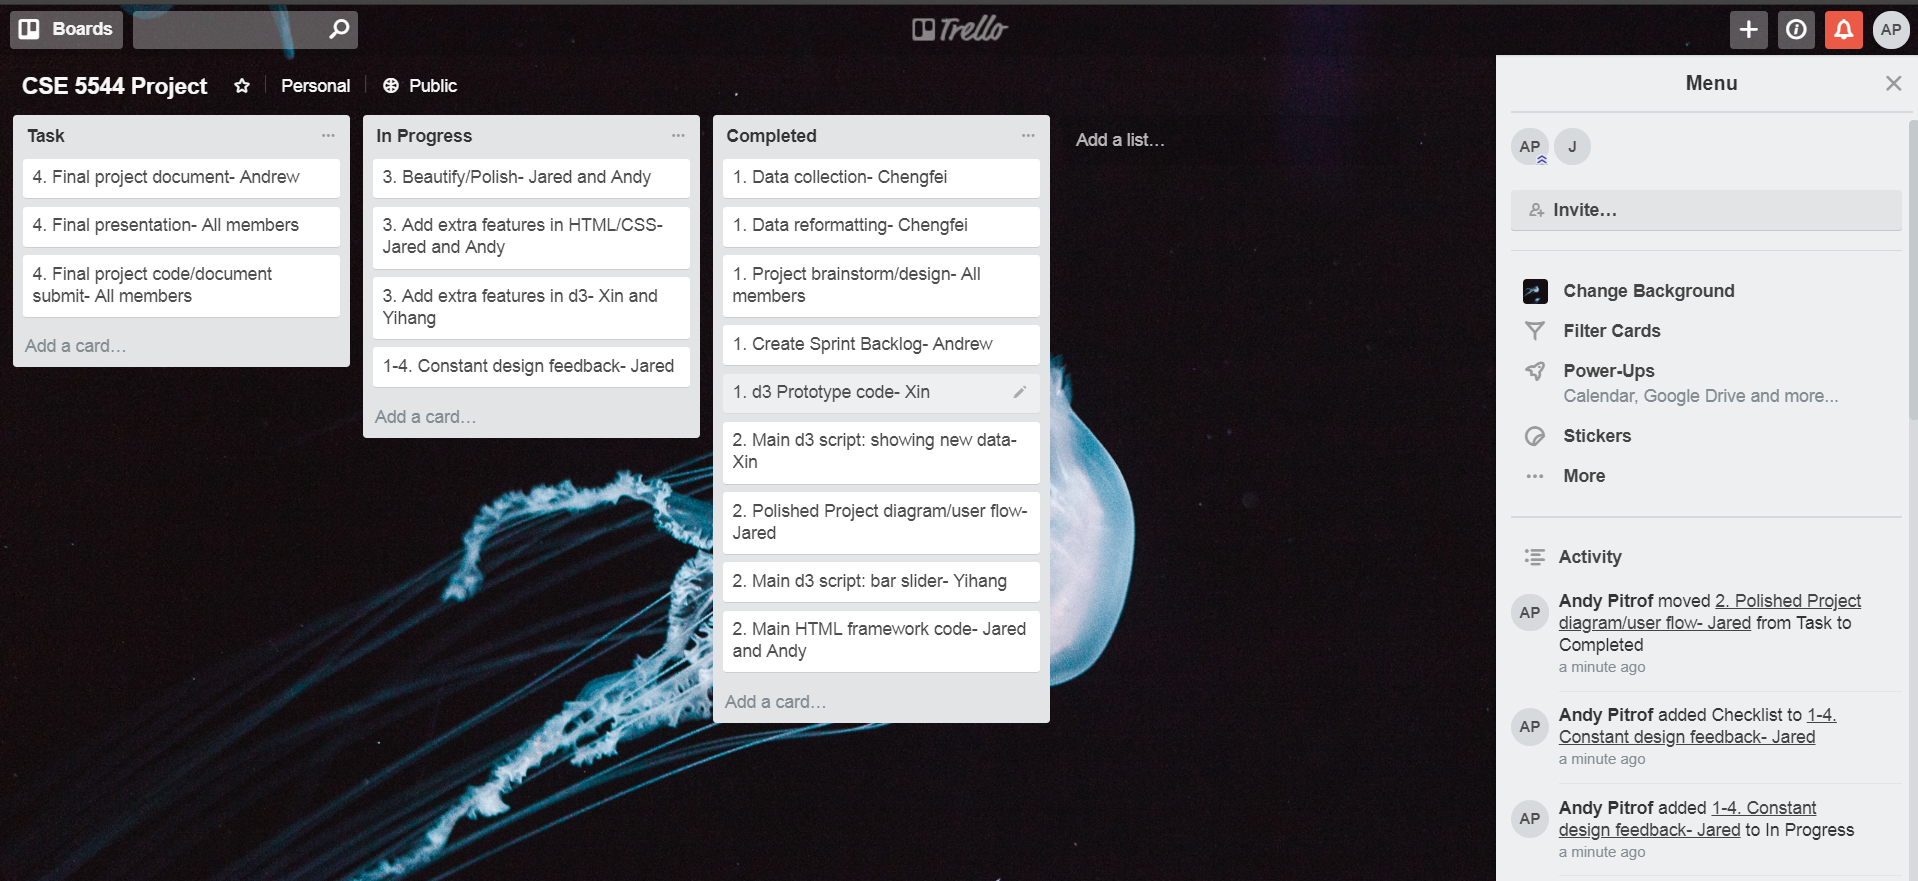 Boards
Trello
AP
CSE 5544 Project
Personal
Public
Task
4. Final project document- Andrew
4. Final presentation- All members
4. Final project code/document
submit- All members
Add a card…
In Progress
3. Beautify/Polish- Jared and Andy
3. Add extra features in HTML/CSS-
Jared and Andy
3. Add extra features in d3- Xin and
Yihang
1-4. Constant design feedback- Jared
Add a card…
Completed
1. Data collection- Chengfei
1. Data reformatting- Chengfei
1. Project brainstorm/design- All
members
1. Create Sprint Backlog- Andrew
1. d3 Prototype code- Xin
2. Main d3 script: showing new data-
Xin
2. Polished Project diagram/user flow-
Jared
2. Main d3 script: bar slider- Yihang
2. Main HTML framework code- Jared
and Andy
Add a card…
Add a list…
Menu
AP
J
Invite…
Change Background
Filter Cards
Power-Ups
Calendar, Google Drive and more...
Stickers
More
Activity
AP
Andy Pitrof moved 2. Polished Project
diagram/user flow- Jared from Task to
Completed
a minute ago
AP
Andy Pitrof added Checklist to 1-4.
Constant design feedback- Jared
a minute ago
AP
Andy Pitrof added 1-4. Constant
design feedback- Jared to In Progress
a minute ago